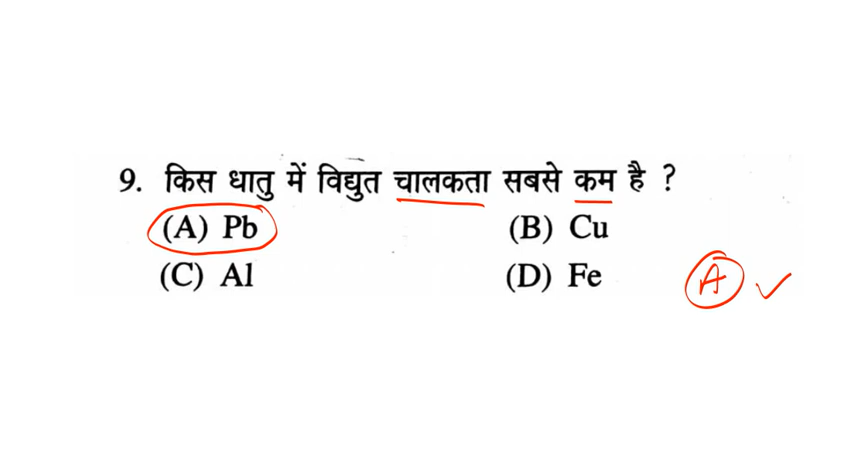 9. किस धातु में विद्युत चालकता सबसे कम है ?
(A) Pb (B) Cu
(C) Al (D) Fe
A